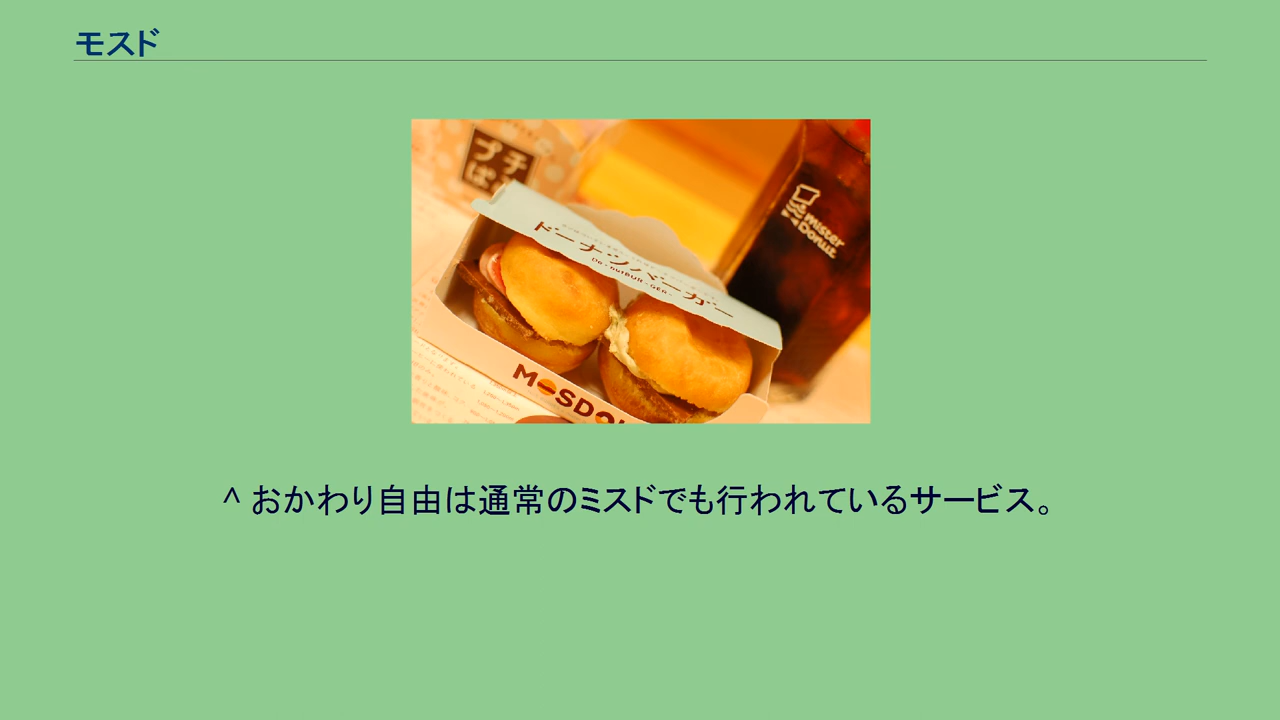 モスド
プチ
ぱ
ドーナツバーガー
mister
Donut
MOSDO
^ おかわり自由は通常のミスドでも行われているサービス。